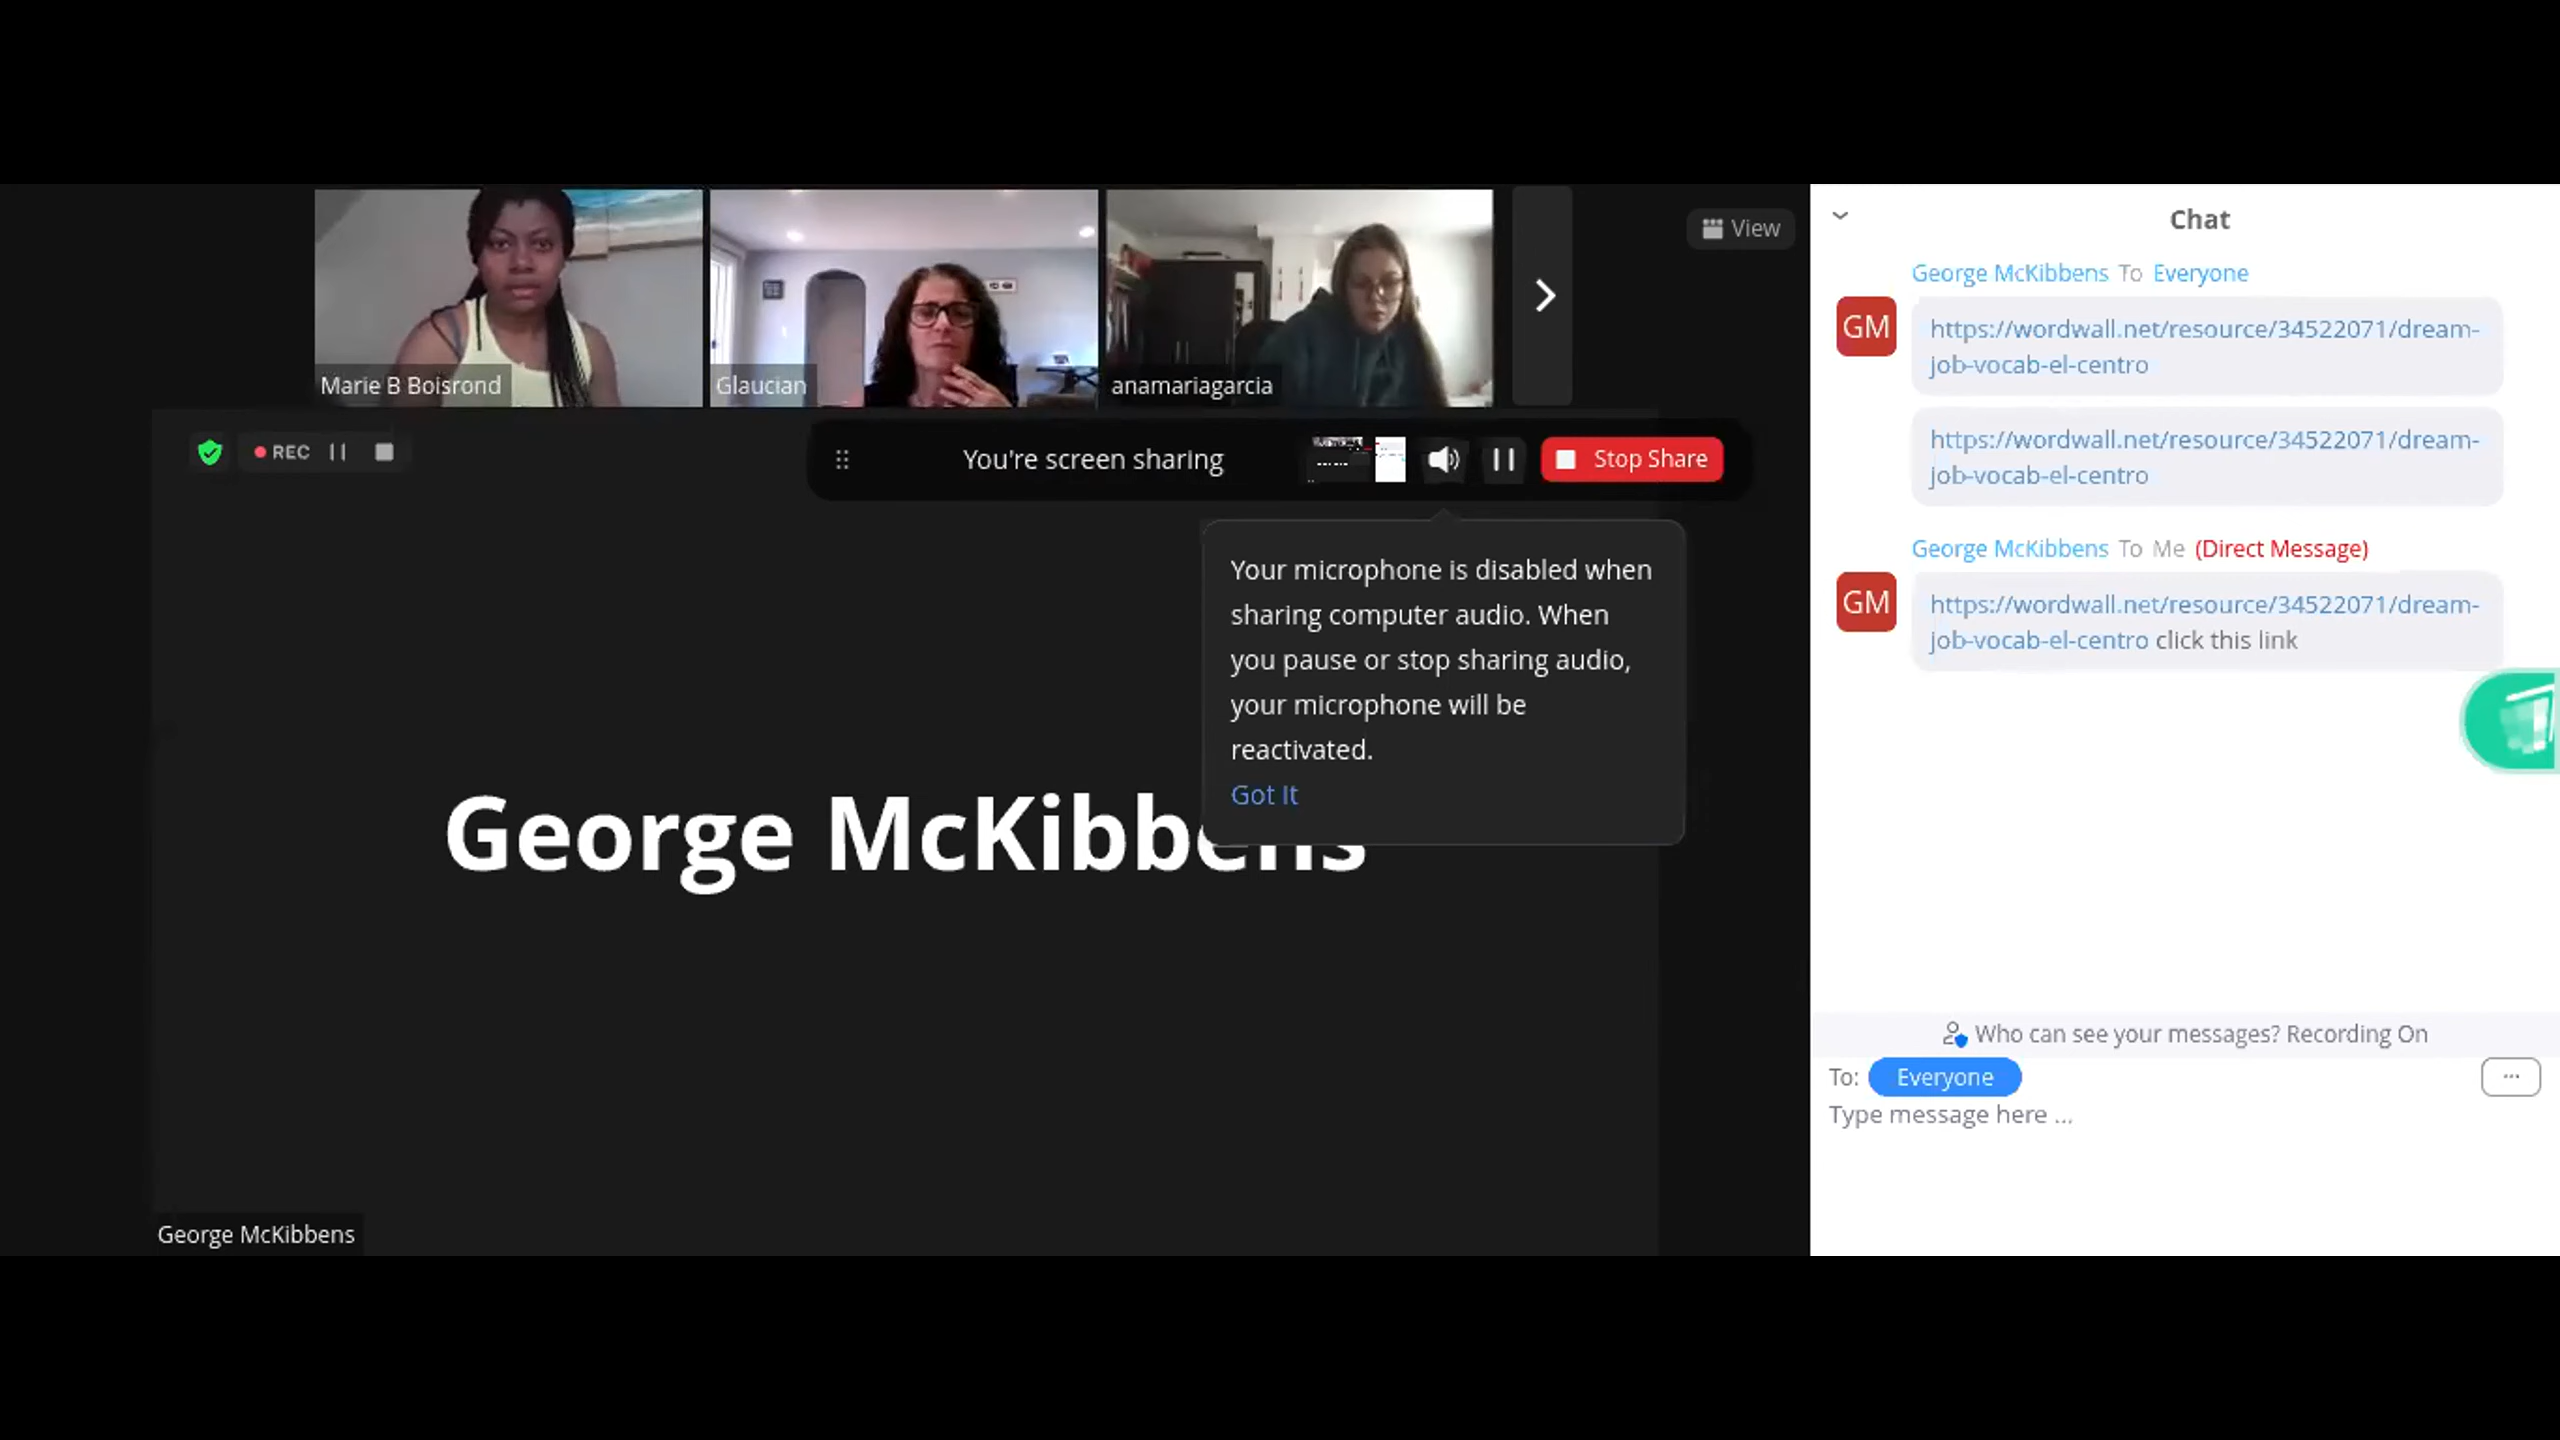 Marie B Boisrond
Glaucian
anamariagarcia
View
REC
You're screen sharing
Stop Share
Your microphone is disabled when
sharing computer audio. When
you pause or stop sharing audio,
your microphone will be
reactivated.
Got It
George McKibbens
George McKibbens
Chat
George McKibbens To Everyone
GM
https://wordwall.net/resource/34522071/dream-
job-vocab-el-centro
https://wordwall.net/resource/34522071/dream-
job-vocab-el-centro
George McKibbens To Me (Direct Message)
GM
https://wordwall.net/resource/34522071/dream-
job-vocab-el-centro click this link
Who can see your messages? Recording On
To: Everyone
Type message here ...